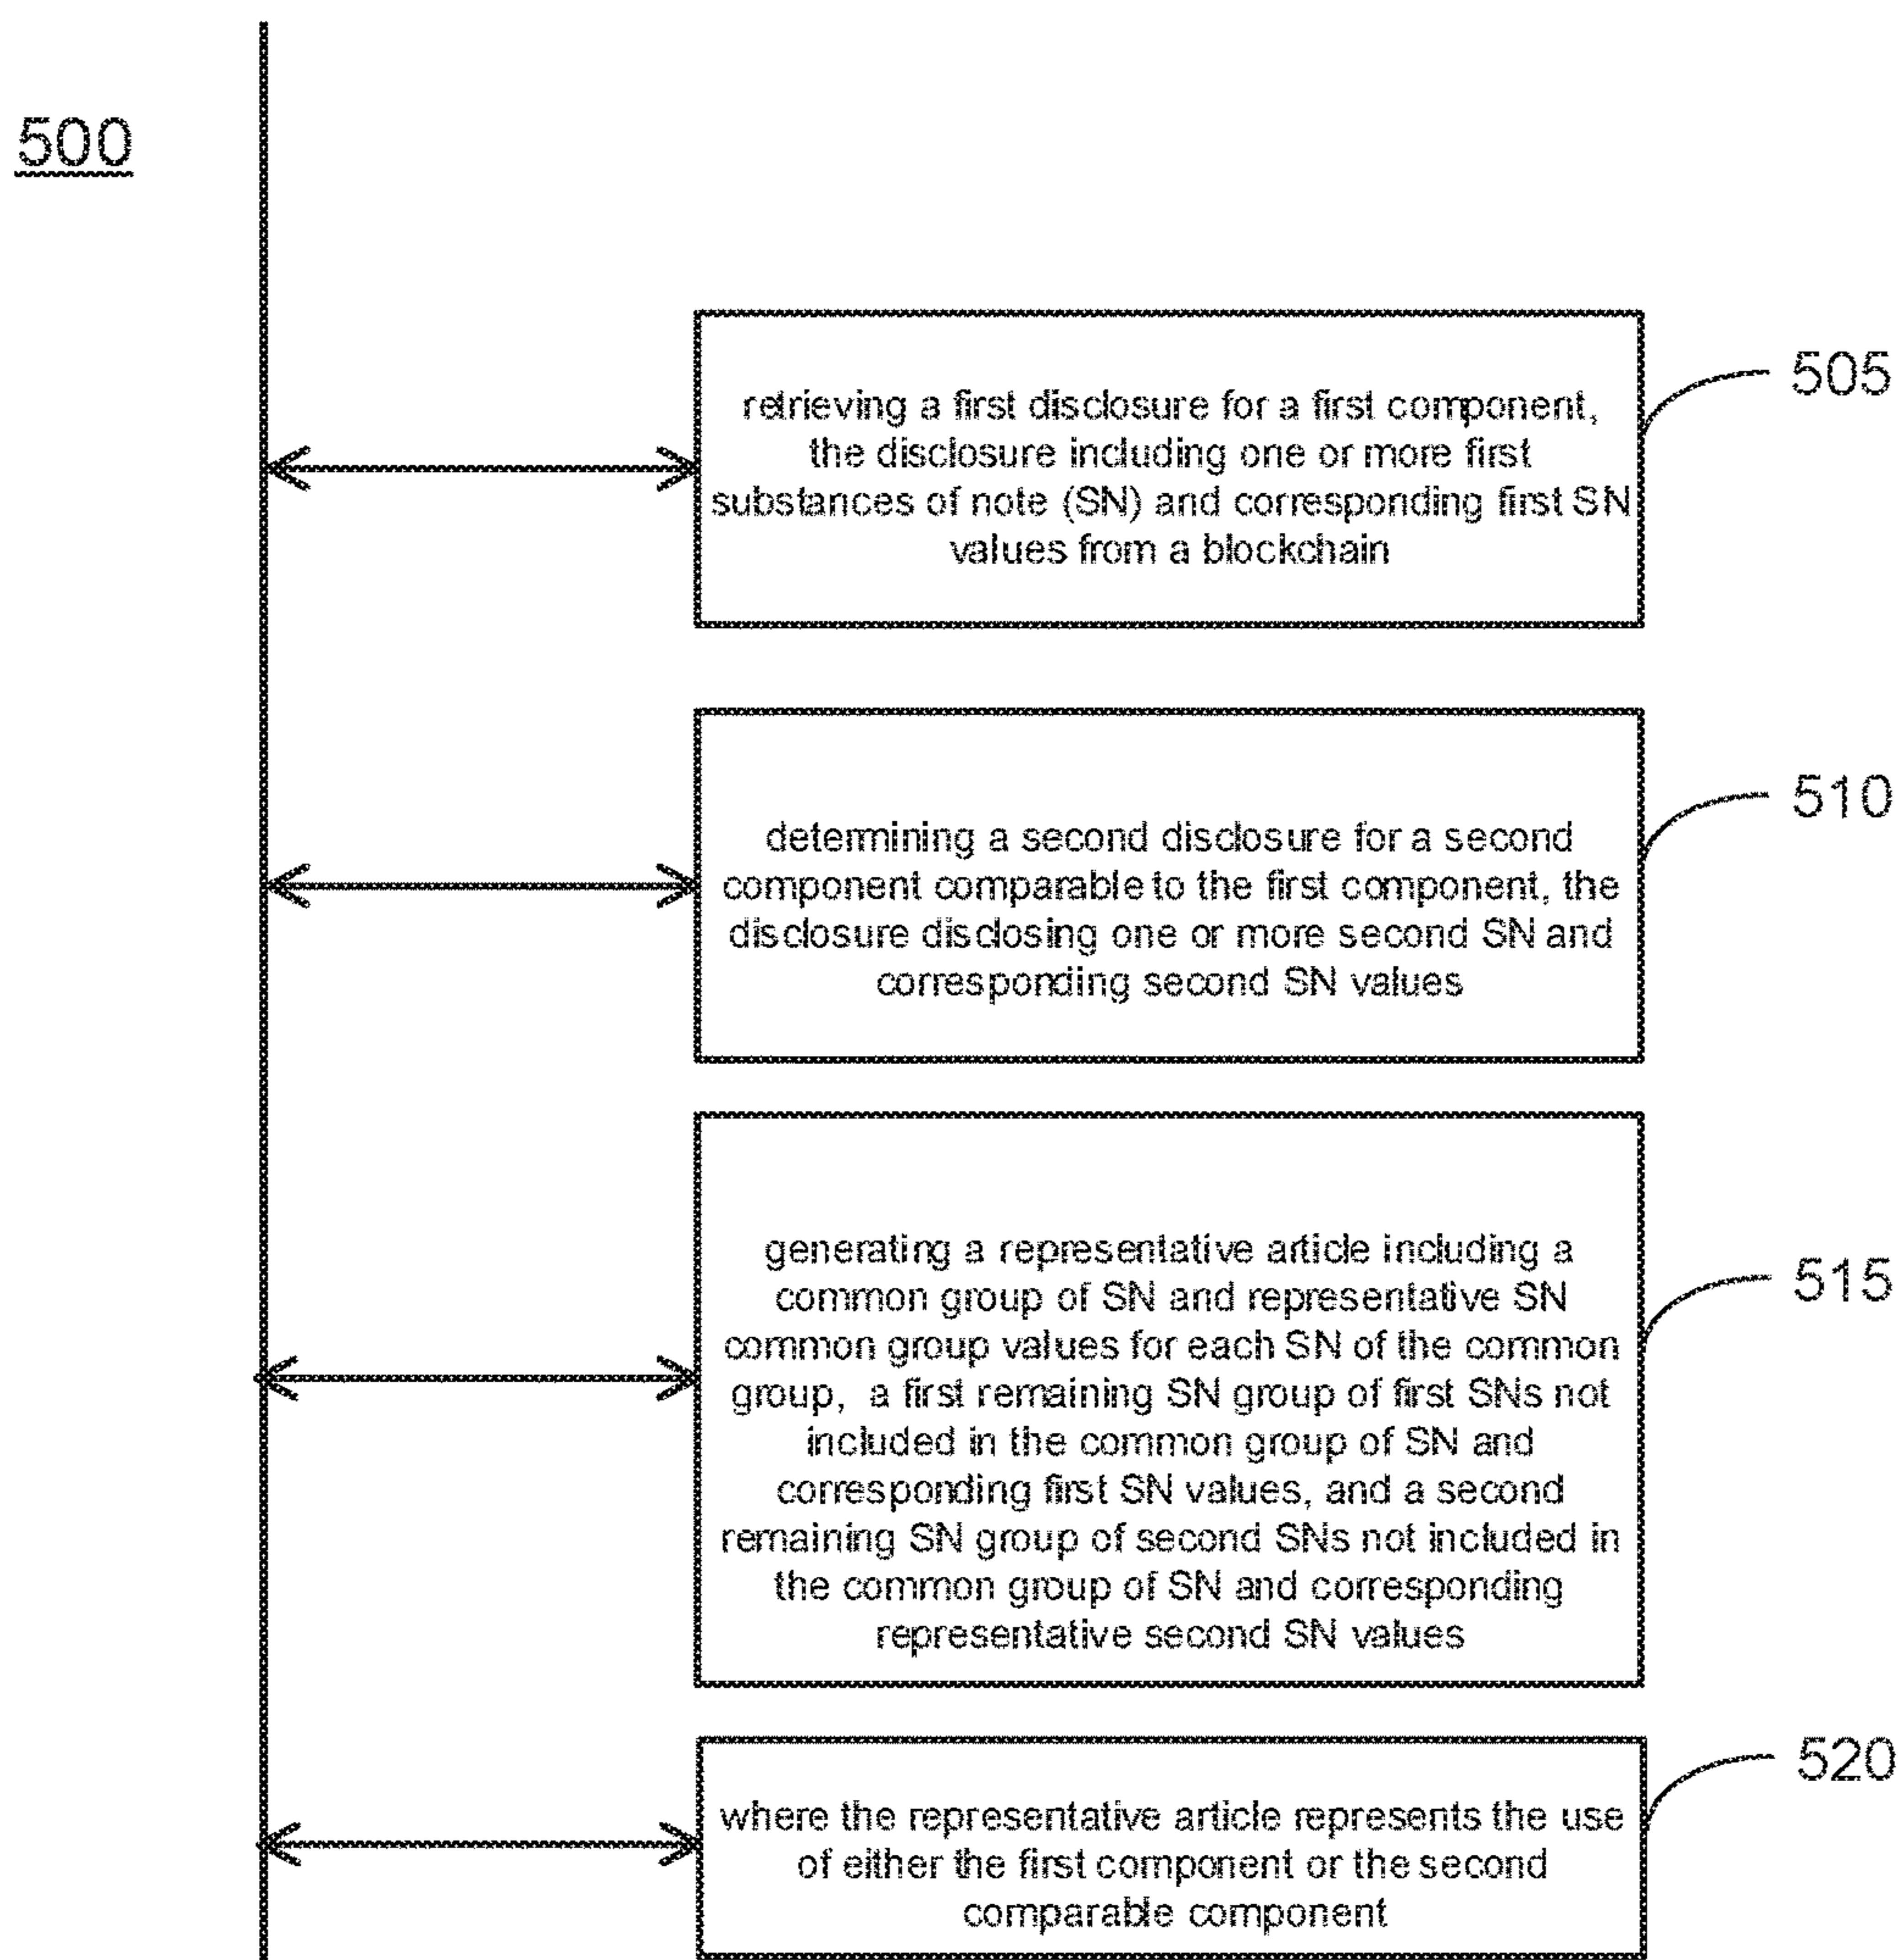 500
retrieving a first disclosure for a first component,
the disclosure including one or more first
substances of note (SN) and corresponding first SN
values from a blockchain
505
determining a second disclosure for a second
component comparable to the first component, the
disclosure disclosing one or more second SN and
corresponding second SN values
510
generating a representative article including a
common group of SN and representative SN
common group values for each SN of the common
group, a first remaining SN group of first SNs not
included in the common group of SN and
corresponding first SN values, and a second
remaining SN group of second SNs not included in
the common group of SN and corresponding
representative second SN values
515
where the representative article represents the use
of either the first component or the second
comparable component
520